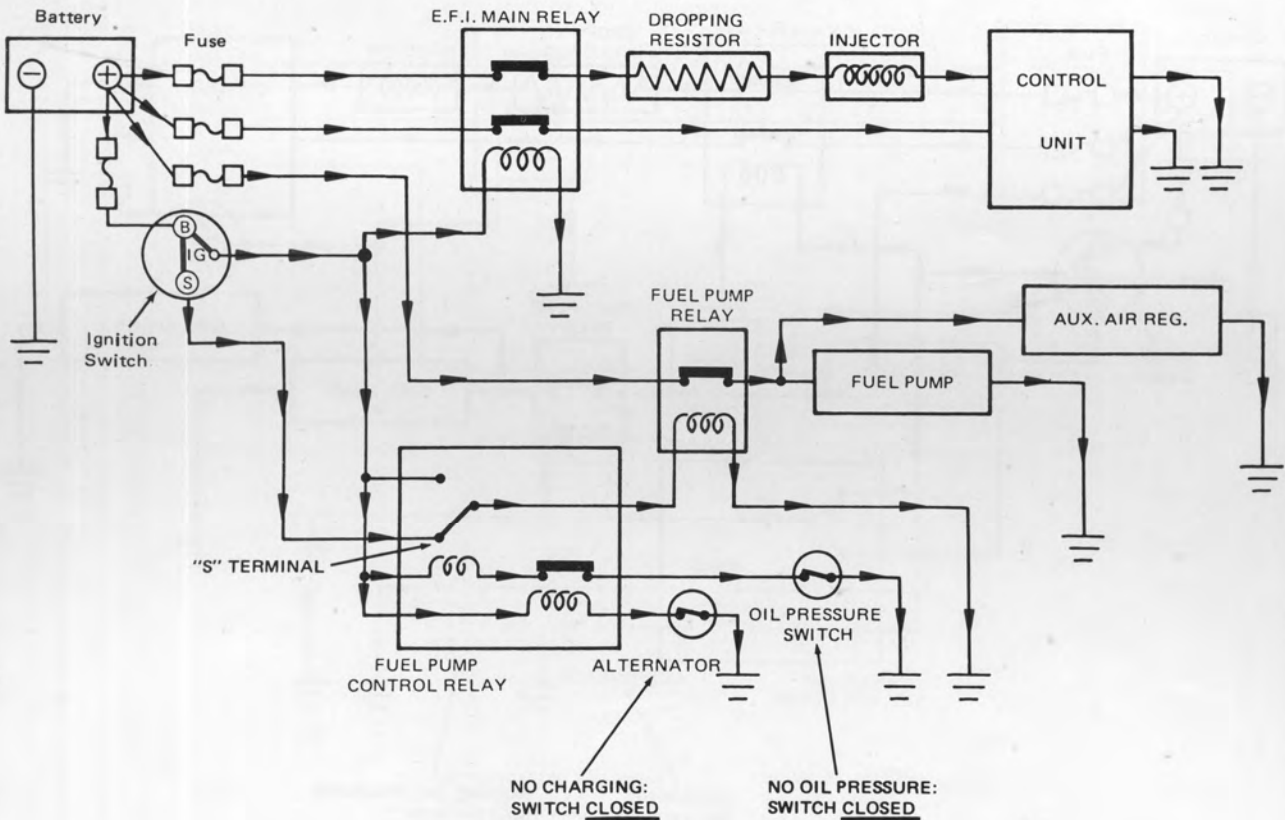 Battery
Fuse
E.F.I. MAIN RELAY
DROPPING
RESISTOR
INJECTOR
CONTROL
UNIT
B
IG
S
Ignition
Switch
FUEL PUMP
RELAY
AUX. AIR REG.
FUEL PUMP
"S" TERMINAL
FUEL PUMP
CONTROL RELAY
ALTERNATOR
OIL PRESSURE
SWITCH
NO CHARGING:
SWITCH CLOSED
NO OIL PRESSURE:
SWITCH CLOSED